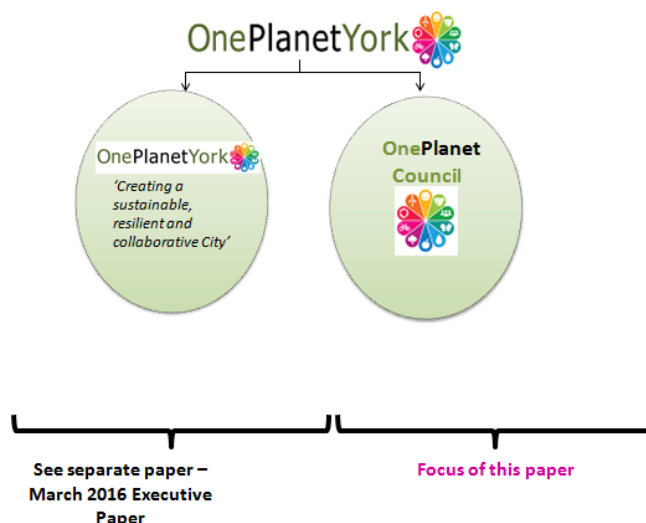 OnePlanetYork
OnePlanetYork
'Creating a
sustainable,
resilient and
collaborative City'
OnePlanet
Council
See separate paper –
March 2016 Executive
Paper
Focus of this paper